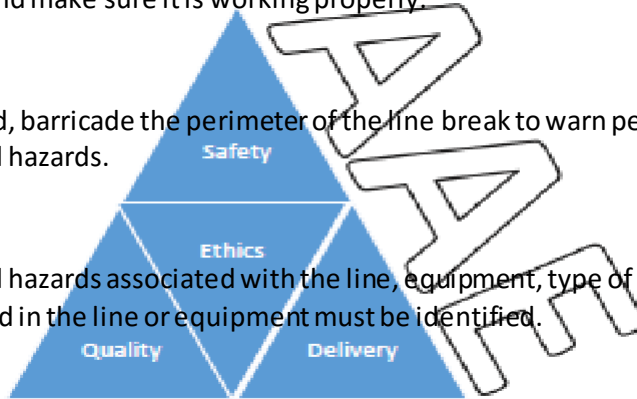 nd make sure it is working properly.
d, barricade the perimeter of the line break to warn pe
Safety
l hazards.
Ethics
l hazards associated with the line, equipment, type of
d in the line or equipment must be identified.
Quality
Delivery
AAE